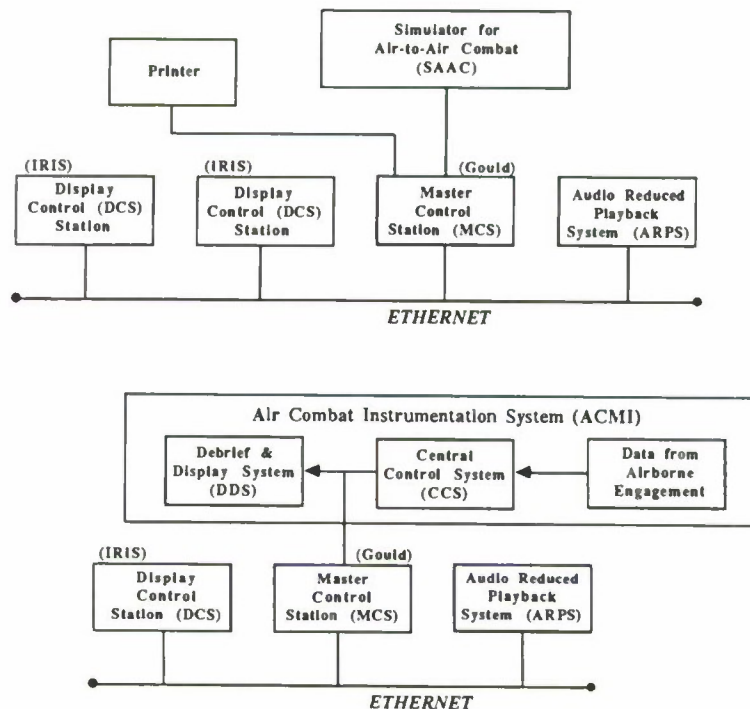 Simulator for
Air-to-Air Combat
(SAAC)
Printer
(IRIS)
Display
Control (DCS)
Station
(IRIS)
Display
Control (DCS)
Station
(Gould)
Master
Control
Station (MCS)
Audio Reduced
Playback
System (ARPS)
ETHERNET
Air Combat Instrumentation System (ACMI)
Debrief &
Display System
(DDS)
Central
Control System
(CCS)
Data from
Airborne
Engagement
(IRIS)
Display
Control
Station (DCS)
(Gould)
Master
Control
Station (MCS)
Audio Reduced
Playback
System (ARPS)
ETHERNET